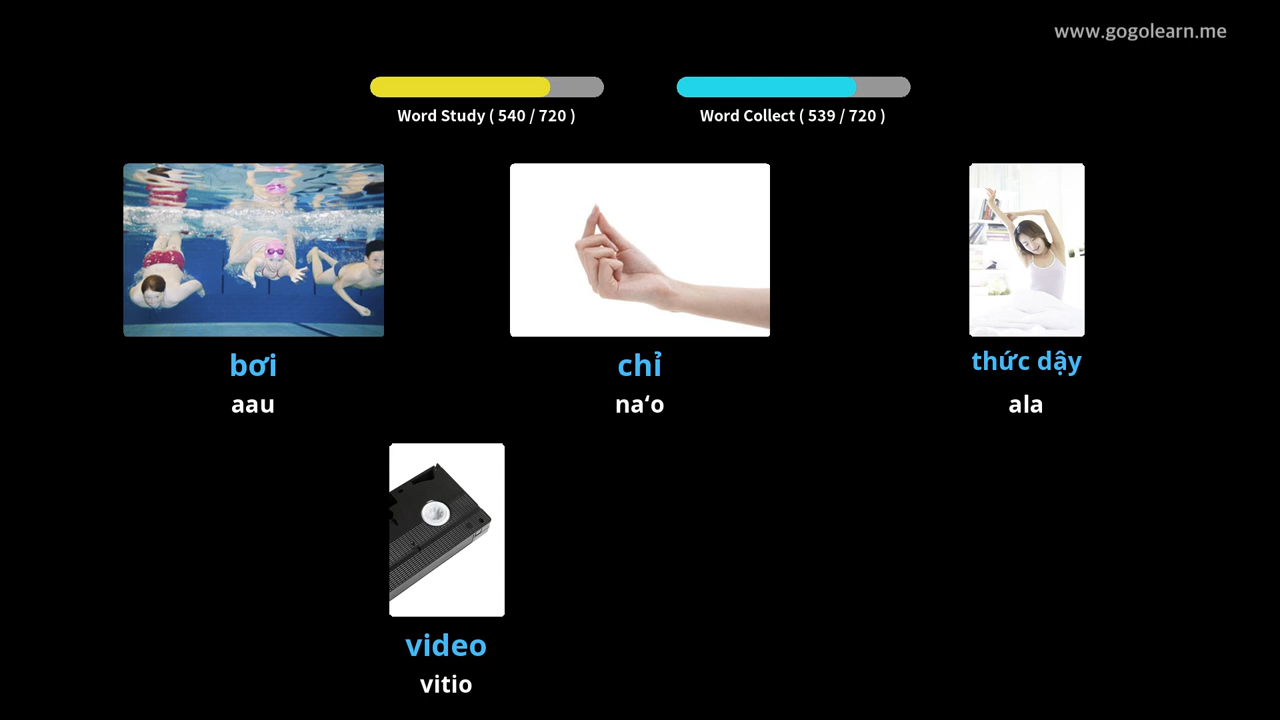 www.gogolearn.me
Word Study ( 540 / 720 )
Word Collect ( 539 / 720 )
bơi
aau
chỉ
naʻo
thức dậy
ala
video
vitio